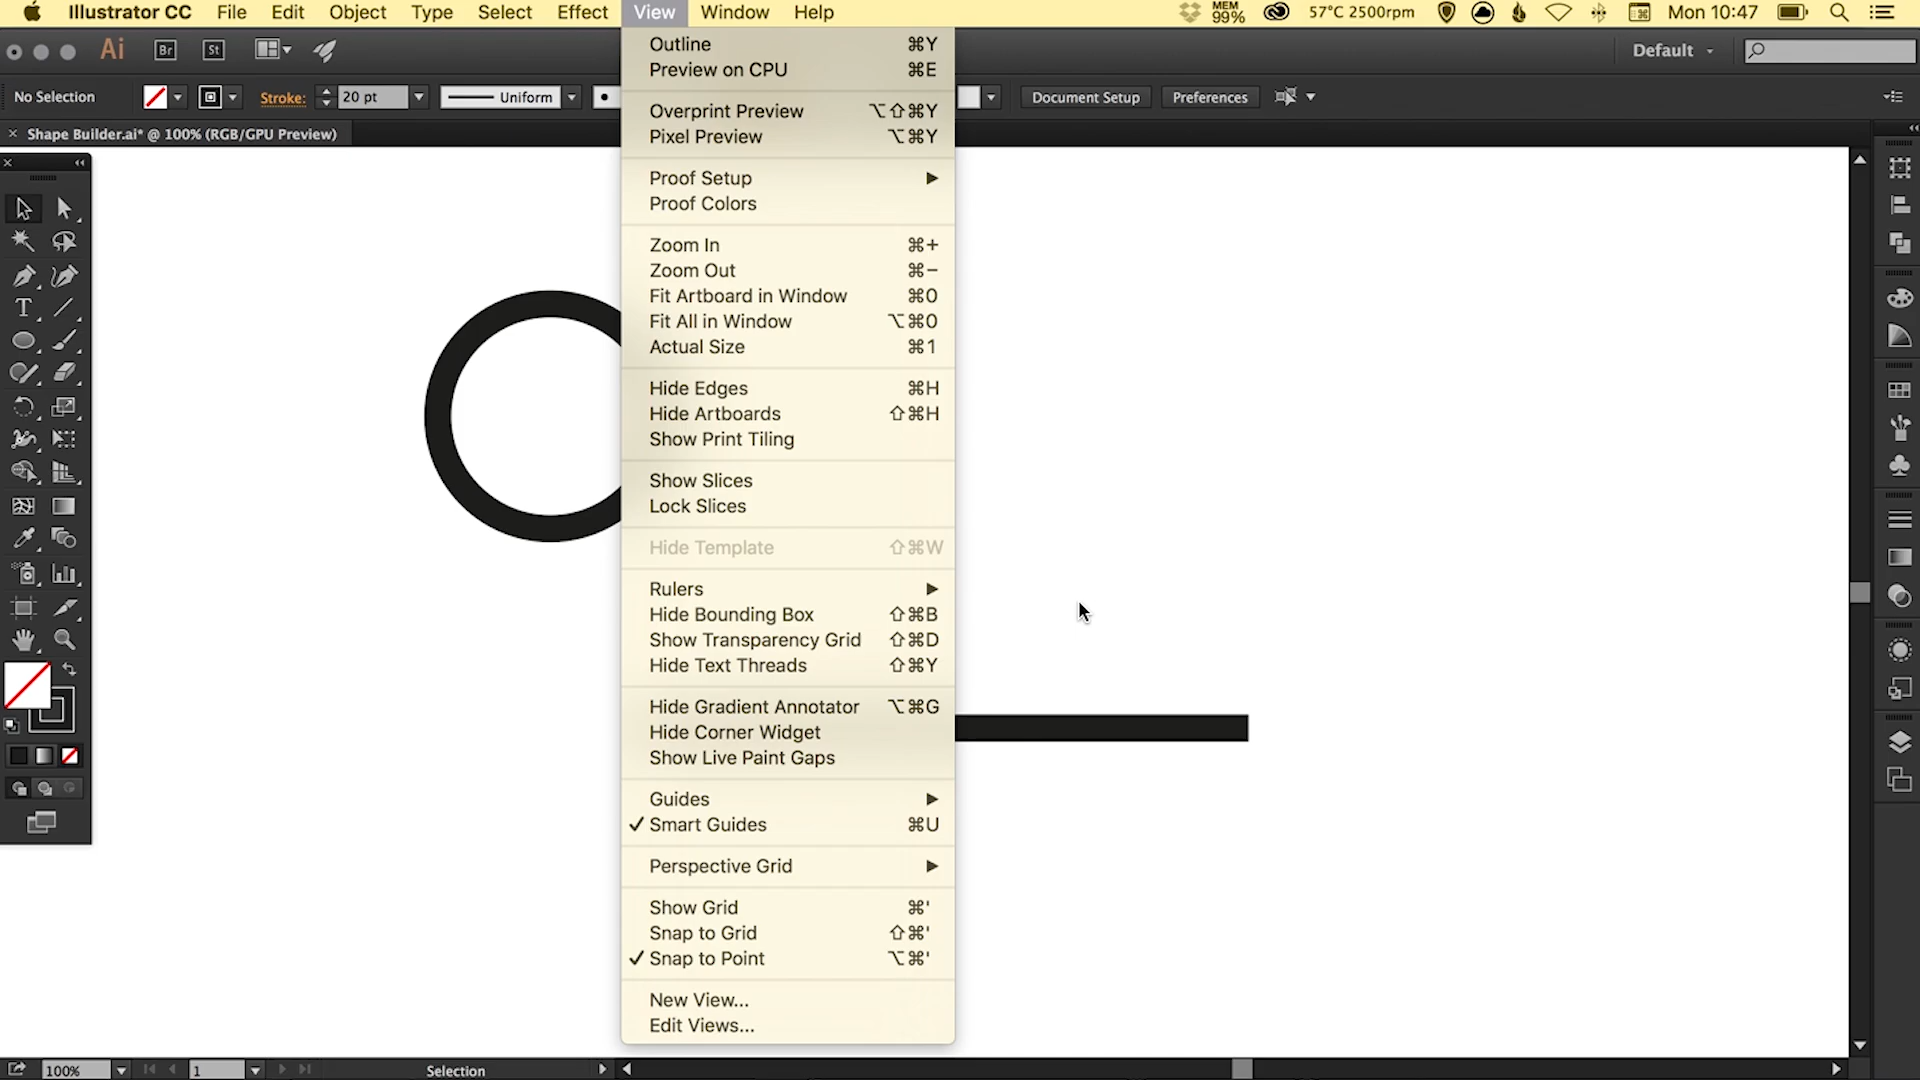 Illustrator CC File Edit Object Type Select Effect View Window Help MEM 99% 57°C 2500rpm Mon 10:47
Ai Br St Default
No Selection Stroke: 20 pt Uniform Document Setup Preferences
× Shape Builder.ai* @ 100% (RGB/GPU Preview)
Outline ⌘Y
Preview on CPU ⌘E
Overprint Preview ⌥⇧⌘Y
Pixel Preview ⌥⌘Y
Proof Setup ▶
Proof Colors
Zoom In ⌘+
Zoom Out ⌘−
Fit Artboard in Window ⌘0
Fit All in Window ⌥⌘0
Actual Size ⌘1
Hide Edges ⌘H
Hide Artboards ⇧⌘H
Show Print Tiling
Show Slices
Lock Slices
Hide Template ⇧⌘W
Rulers ▶
Hide Bounding Box ⇧⌘B
Show Transparency Grid ⇧⌘D
Hide Text Threads ⇧⌘Y
Hide Gradient Annotator ⌥⌘G
Hide Corner Widget
Show Live Paint Gaps
Guides ▶
✓ Smart Guides ⌘U
Perspective Grid ▶
Show Grid ⌘'
Snap to Grid ⇧⌘'
✓ Snap to Point ⌥⌘'
New View...
Edit Views...
100% 1 Selection